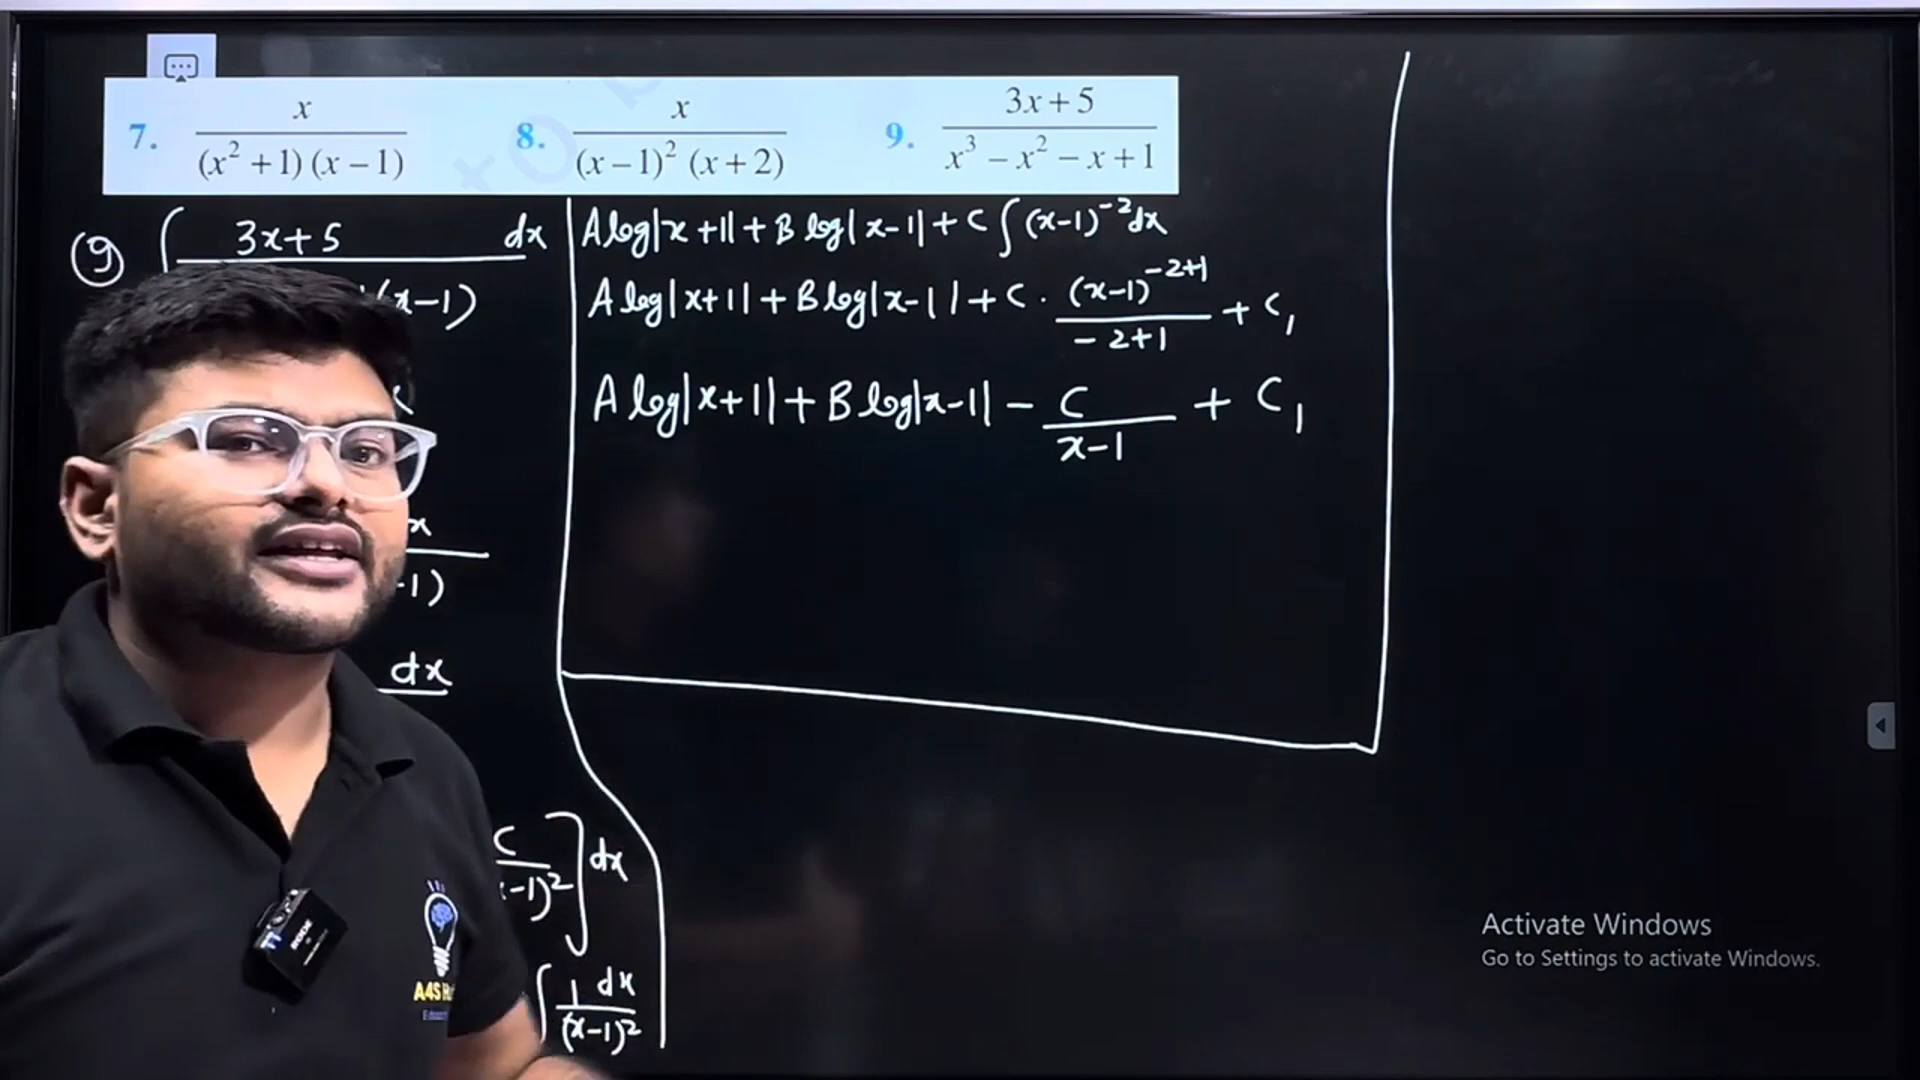 7. x / (x² + 1) (x − 1) 8. x / (x − 1)² (x + 2) 9. 3x + 5 / x³ − x² − x + 1
(9) ∫ 3x+5 dx
(x−1)
x
-1)
dx
C / -1)² ] dx
∫ 1 dx / (x−1)²
A log|x+1| + B log|x-1| + C ∫ (x-1)⁻² dx
A log|x+1| + B log|x-1| + C · (x-1)⁻²⁺¹ / -2+1 + C₁
A log|x+1| + B log|x-1| − C / x-1 + C₁
RODE
A4S
Activate Windows
Go to Settings to activate Windows.